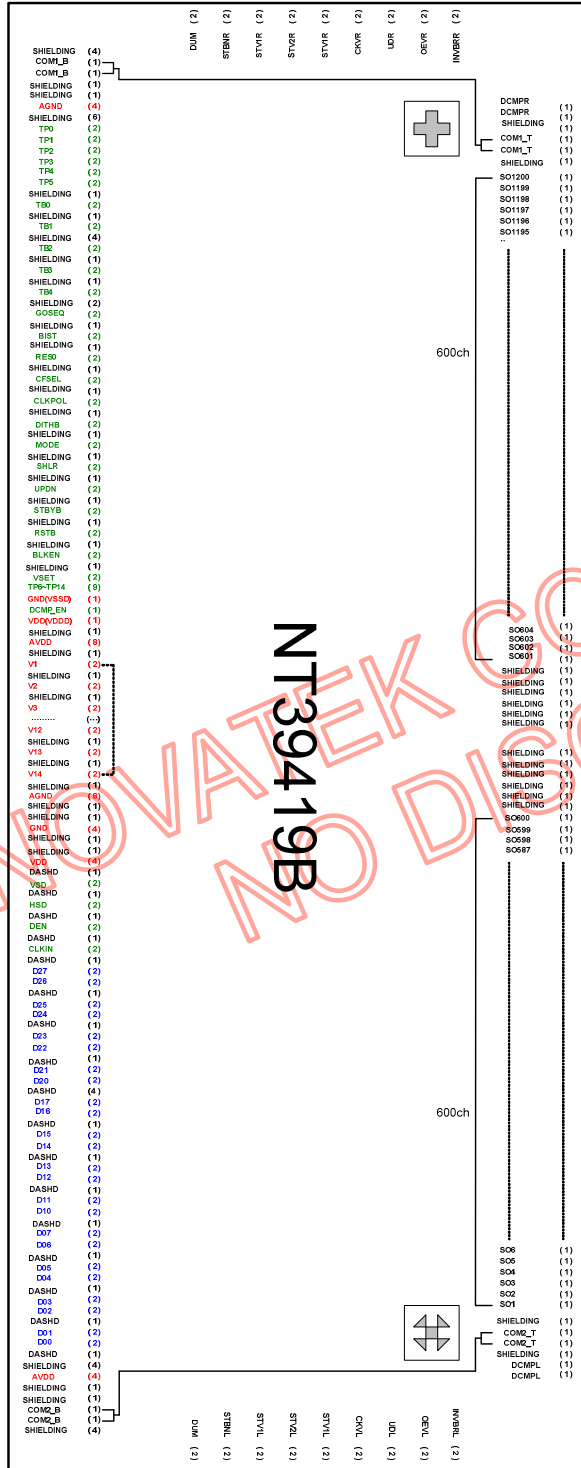 DUM (2)
STBNR (2)
STV1R (2)
STV2R (2)
STV1R (2)
CKVR (2)
UDR (2)
OEVR (2)
INVBRR (2)
SHIELDING (4)
COM1_B (1)
COM1_B (1)
SHIELDING (1)
SHIELDING (1)
AGND (4)
SHIELDING (6)
TP0 (2)
TP1 (2)
TP2 (2)
TP3 (2)
TP4 (2)
TP5 (2)
SHIELDING (1)
TB0 (2)
SHIELDING (1)
TB1 (2)
SHIELDING (4)
TB2 (2)
SHIELDING (1)
TB3 (2)
SHIELDING (1)
TB4 (2)
SHIELDING (2)
GOSEQ (2)
SHIELDING (1)
BIST (2)
SHIELDING (1)
RES0 (2)
SHIELDING (1)
CFSEL (2)
SHIELDING (1)
CLKPOL (2)
SHIELDING (1)
DITHB (2)
SHIELDING (1)
MODE (2)
SHIELDING (1)
SHLR (2)
SHIELDING (1)
UPDN (2)
SHIELDING (1)
STBYB (2)
SHIELDING (1)
RSTB (2)
SHIELDING (1)
BLKEN (2)
SHIELDING (1)
VSET (2)
TP6~TP14 (9)
GND(VSSD) (1)
DCMP_EN (1)
VDD(VDDD) (1)
SHIELDING (1)
AVDD (8)
SHIELDING (1)
V1 (2)
SHIELDING (1)
V2 (2)
SHIELDING (1)
V3 (2)
......... (...)
V12 (2)
SHIELDING (1)
V13 (2)
SHIELDING (1)
V14 (2)
SHIELDING (1)
AGND (8)
SHIELDING (1)
SHIELDING (1)
GND (4)
SHIELDING (1)
SHIELDING (1)
VDD (4)
DASHD (1)
VSD (2)
DASHD (1)
HSD (2)
DASHD (1)
DEN (2)
DASHD (1)
CLKIN (2)
DASHD (1)
D27 (2)
D26 (2)
DASHD (1)
D25 (2)
D24 (2)
DASHD (1)
D23 (2)
D22 (2)
DASHD (1)
D21 (2)
D20 (2)
DASHD (4)
D17 (2)
D16 (2)
DASHD (1)
D15 (2)
D14 (2)
DASHD (1)
D13 (2)
D12 (2)
DASHD (1)
D11 (2)
D10 (2)
DASHD (1)
D07 (2)
D06 (2)
DASHD (1)
D05 (2)
D04 (2)
DASHD (1)
D03 (2)
D02 (2)
DASHD (1)
D01 (2)
D00 (2)
DASHD (1)
SHIELDING (4)
AVDD (4)
SHIELDING (1)
SHIELDING (1)
COM2_B (1)
COM2_B (1)
SHIELDING (4)
NT39419B
NOVATEK CO
NO DISC
DCMPR (1)
DCMPR (1)
SHIELDING (1)
COM1_T (1)
COM1_T (1)
SHIELDING (1)
SO1200 (1)
SO1199 (1)
SO1198 (1)
SO1197 (1)
SO1196 (1)
SO1195 (1)
..
600ch
SO604 (1)
SO603 (1)
SO602 (1)
SO601 (1)
SHIELDING (1)
SHIELDING (1)
SHIELDING (1)
SHIELDING (1)
SHIELDING (1)
SHIELDING (1)
SHIELDING (1)
SHIELDING (1)
SHIELDING (1)
SHIELDING (1)
SHIELDING (1)
SHIELDING (1)
SO600 (1)
SO599 (1)
SO598 (1)
SO587 (1)
600ch
SO6 (1)
SO5 (1)
SO4 (1)
SO3 (1)
SO2 (1)
SO1 (1)
SHIELDING (1)
COM2_T (1)
COM2_T (1)
SHIELDING (1)
DCMPL (1)
DCMPL (1)
DUM (2)
STBNL (2)
STV1L (2)
STV2L (2)
STV1L (2)
CKVL (2)
UDL (2)
OEVL (2)
INVBRL (2)